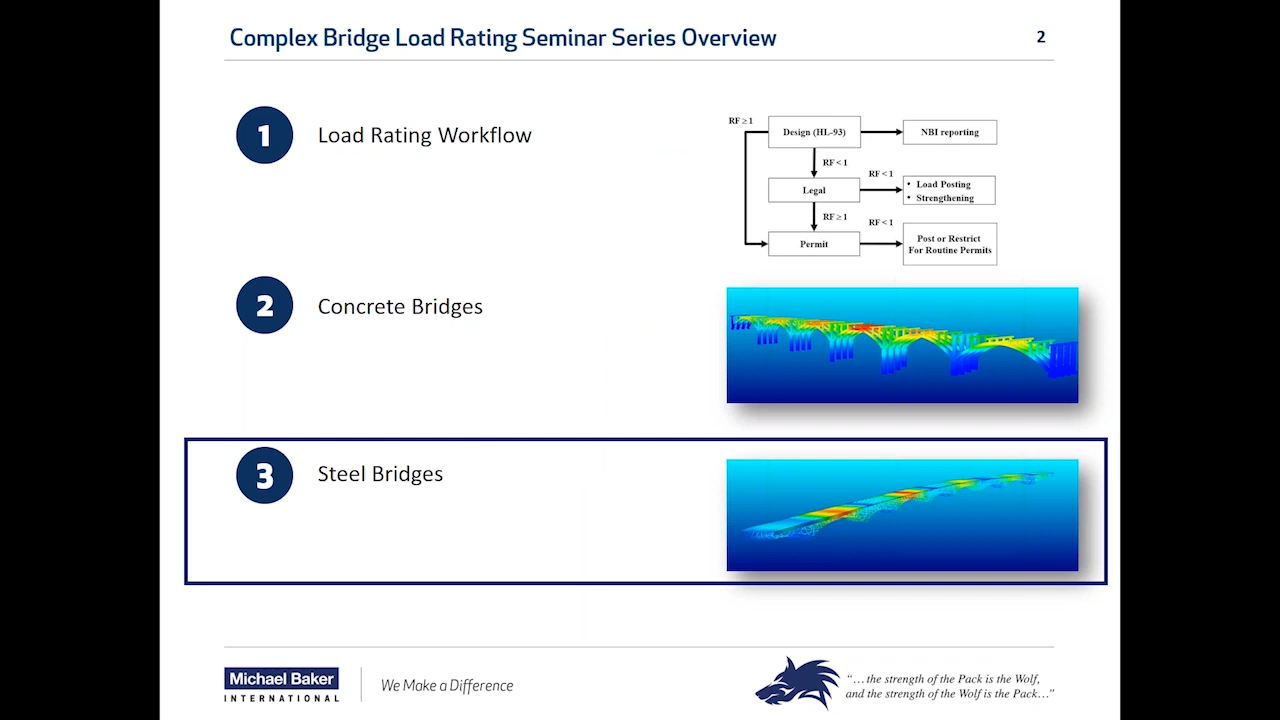 Complex Bridge Load Rating Seminar Series Overview
2
1
Load Rating Workflow
RF ≥ 1
Design (HL-93)
NBI reporting
RF < 1
RF < 1
Legal
• Load Posting
• Strengthening
RF ≥ 1
RF < 1
Permit
Post or Restrict
For Routine Permits
2
Concrete Bridges
3
Steel Bridges
Michael Baker
INTERNATIONAL
We Make a Difference
“… the strength of the Pack is the Wolf,
and the strength of the Wolf is the Pack…”